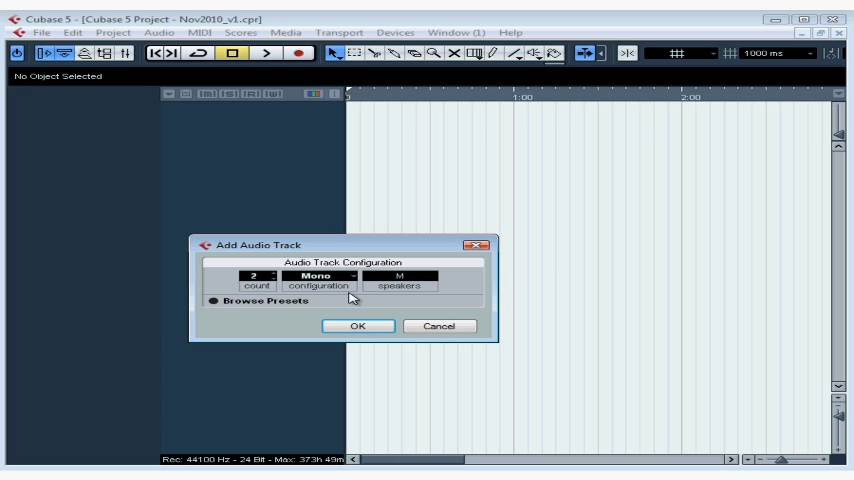 Cubase 5 - [Cubase 5 Project - Nov2010_v1.cpr]
File Edit Project Audio MIDI Scores Media Transport Devices Window (1) Help
1000 ms
No Object Selected
m S R W
1:00 2:00
Add Audio Track
Audio Track Configuration
2 Mono M
count configuration speakers
Browse Presets
OK Cancel
Rec: 44100 Hz - 24 Bit - Max: 373h 49m